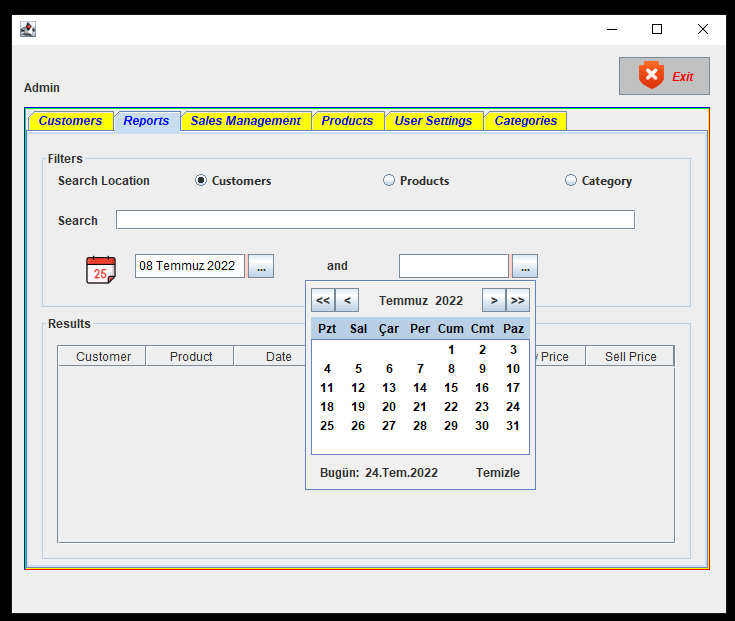 Exit
Admin
Customers Reports Sales Management Products User Settings Categories
Filters
Search Location Customers Products Category
Search
25 08 Temmuz 2022 ... and ...
<< < Temmuz 2022 > >>
Pzt Sal Çar Per Cum Cmt Paz
1 2 3
4 5 6 7 8 9 10
11 12 13 14 15 16 17
18 19 20 21 22 23 24
25 26 27 28 29 30 31
Bugün: 24.Tem.2022 Temizle
Results
Customer Product Date Price Sell Price